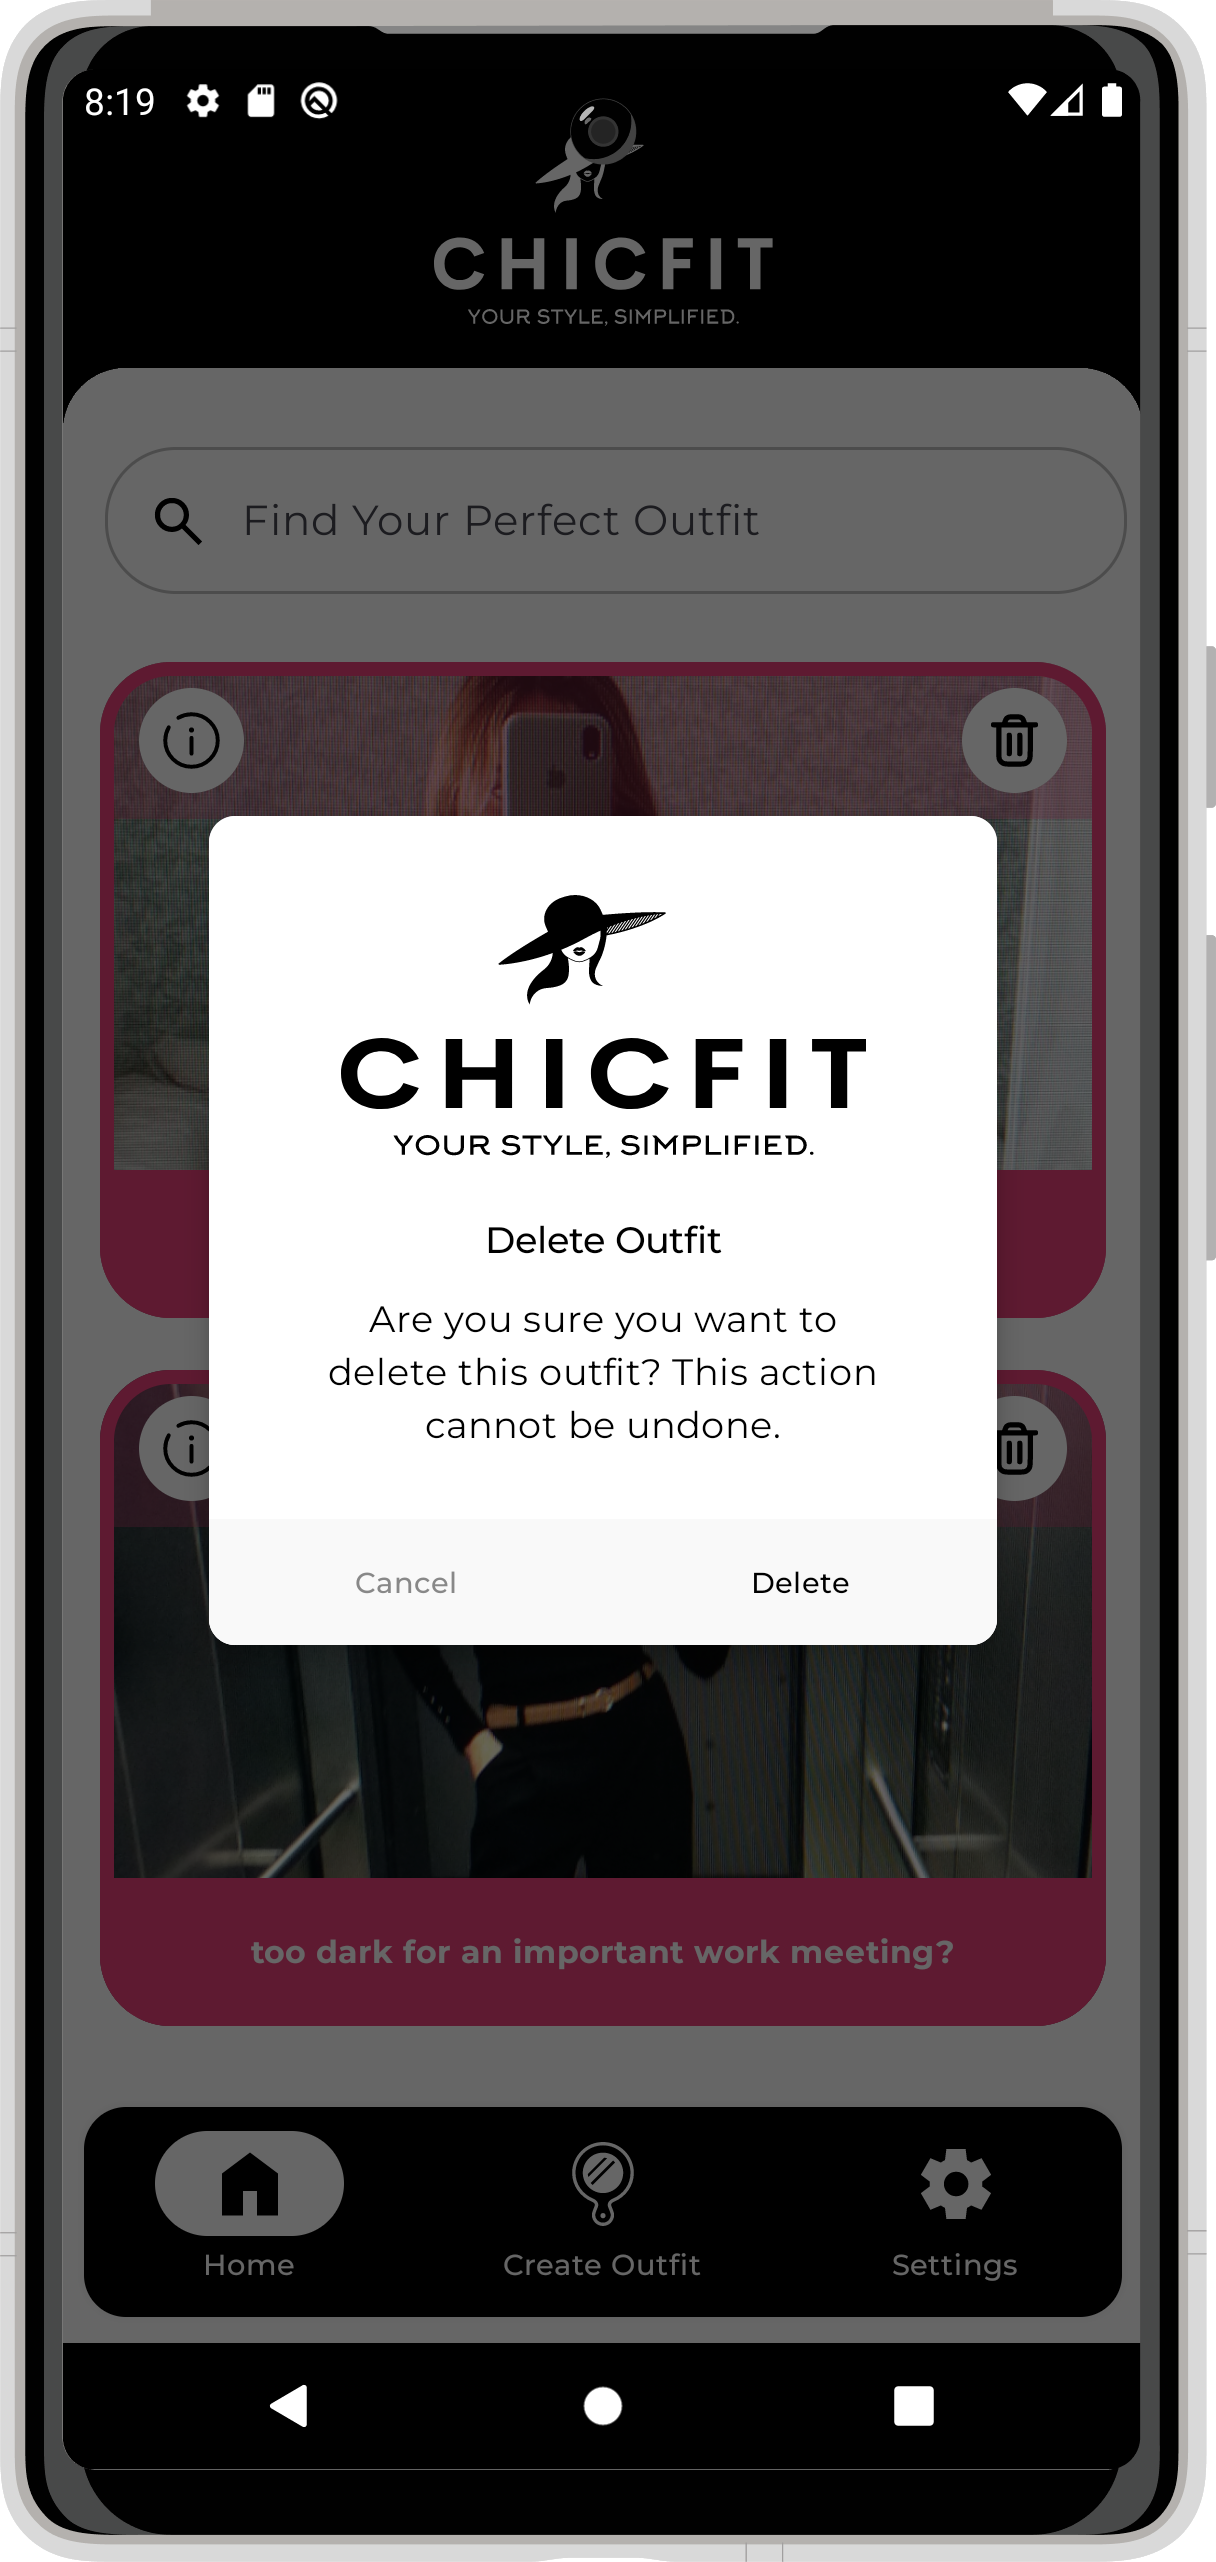 8:19
CHICFIT
YOUR STYLE, SIMPLIFIED.
Find Your Perfect Outfit
CHICFIT
YOUR STYLE, SIMPLIFIED.
Delete Outfit
Are you sure you want to
delete this outfit? This action
cannot be undone.
Cancel Delete
too dark for an important work meeting?
Home Create Outfit Settings